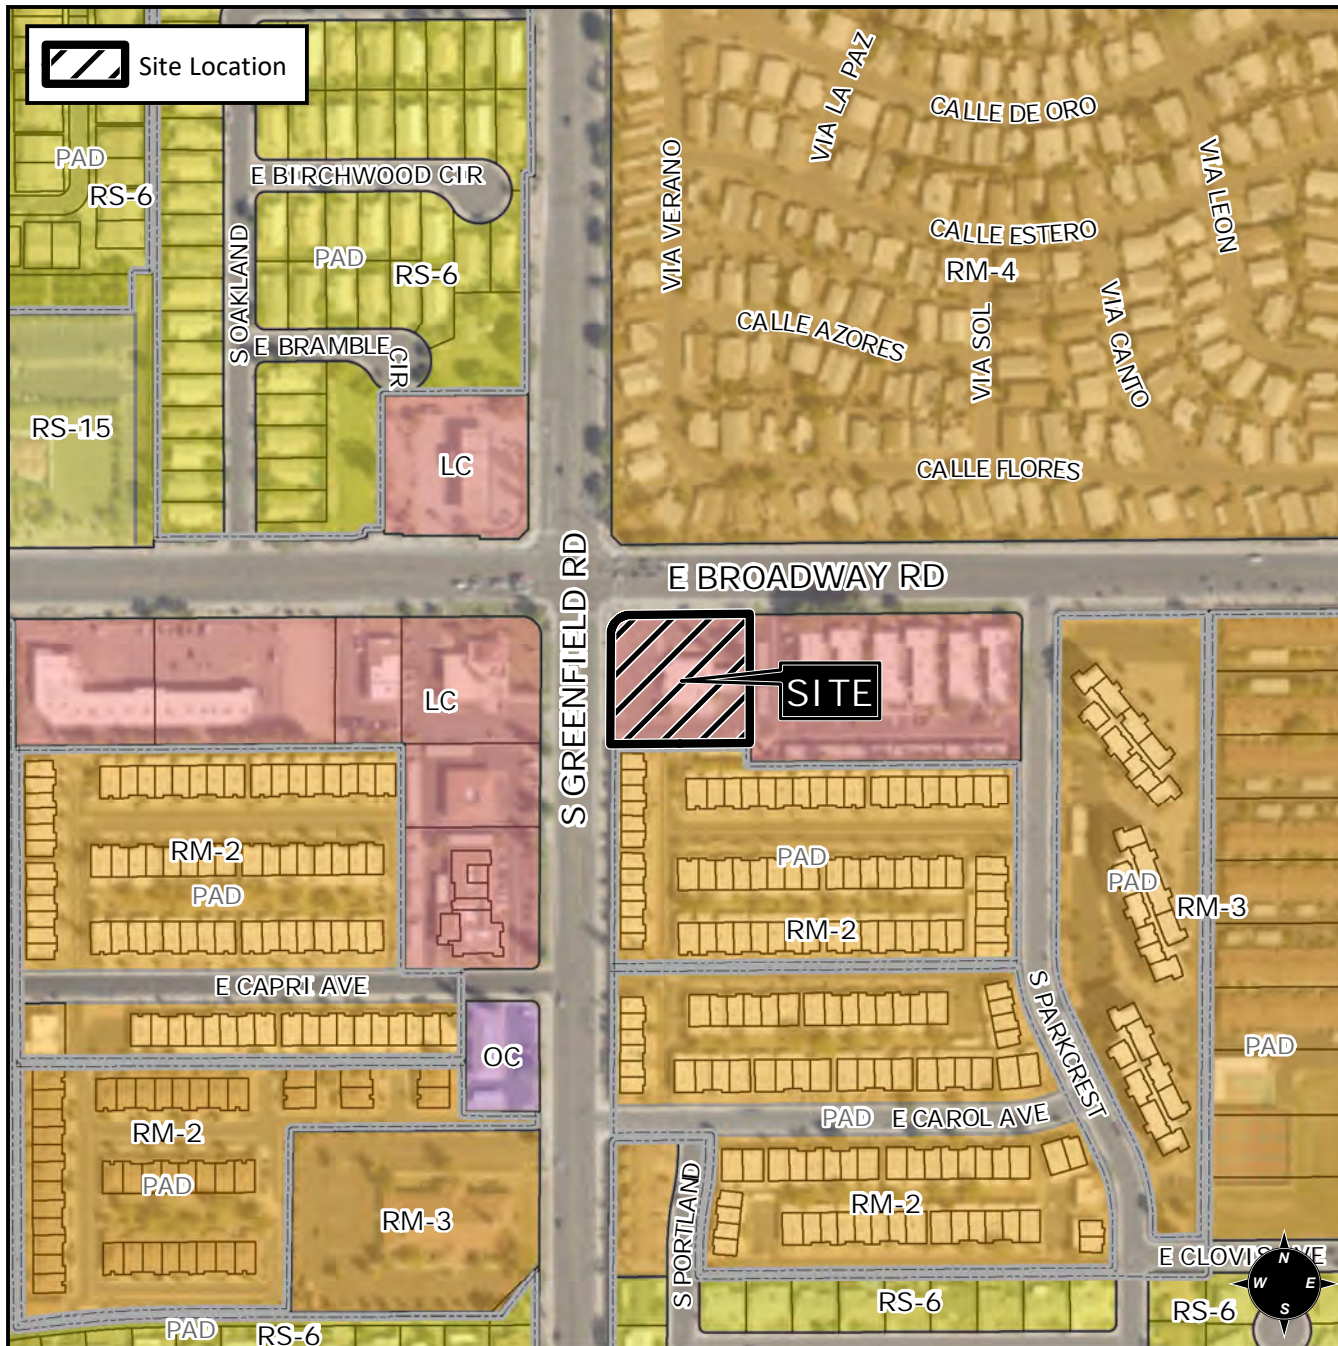 Site Location
VIA LA PAZ
CALLE DE ORO
PAD
RS-6
E BIRCHWOOD CIR
VIA VERANO
VIA LEON
S OAKLAND
PAD
RS-6
CALLE ESTERO
RM-4
E BRAMBLE CIR
CALLE AZORES
VIA SOL
VIA CANTO
RS-15
LC
CALLE FLORES
S GREENFIELD RD
E BROADWAY RD
LC
SITE
RM-2
PAD
PAD
RM-2
PAD
RM-3
E CAPRI AVE
S PARKCREST
OC
PAD
PAD
E CAROL AVE
RM-2
PAD
RM-3
S PORTLAND
RM-2
E CLOVIS AVE
N
W
E
S
PAD
RS-6
RS-6
RS-6